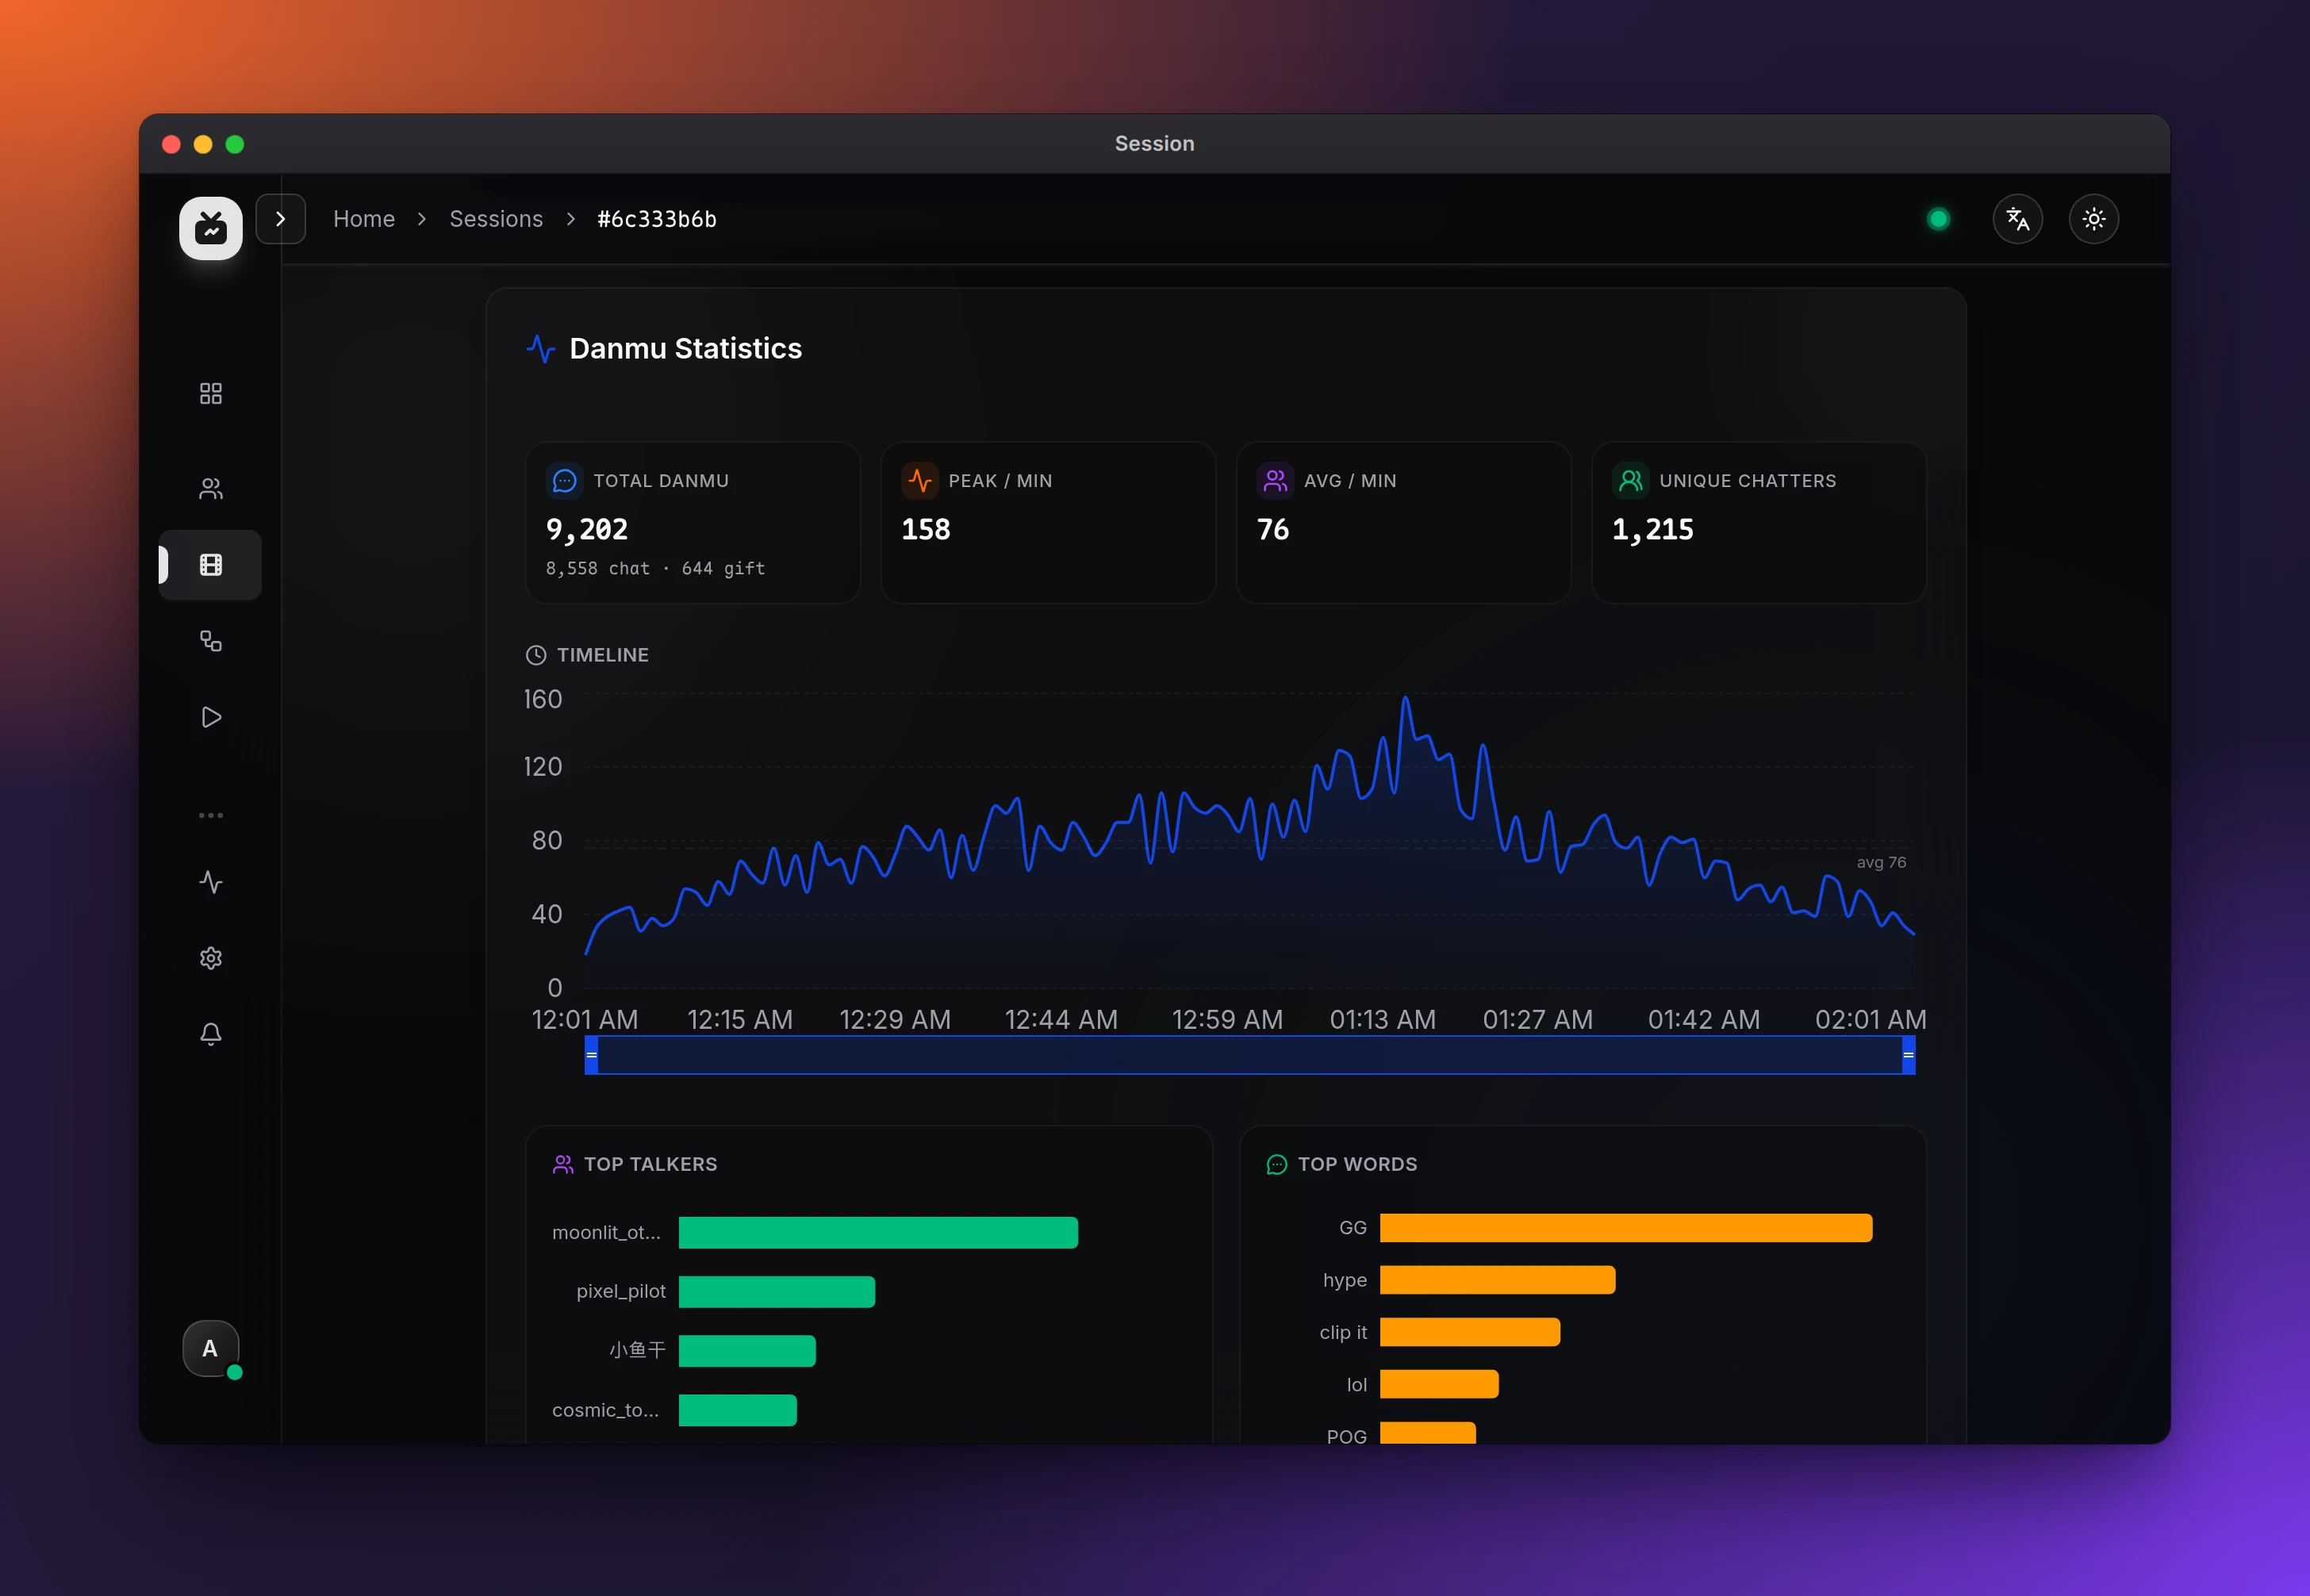 Session
Home > Sessions > #6c333b6b
Danmu Statistics
TOTAL DANMU
9,202
8,558 chat · 644 gift
PEAK / MIN
158
AVG / MIN
76
UNIQUE CHATTERS
1,215
TIMELINE
160
120
80
40
0
avg 76
12:01 AM 12:15 AM 12:29 AM 12:44 AM 12:59 AM 01:13 AM 01:27 AM 01:42 AM 02:01 AM
TOP TALKERS
moonlit_ot...
pixel_pilot
小鱼干
cosmic_to...
TOP WORDS
GG
hype
clip it
lol
POG
A